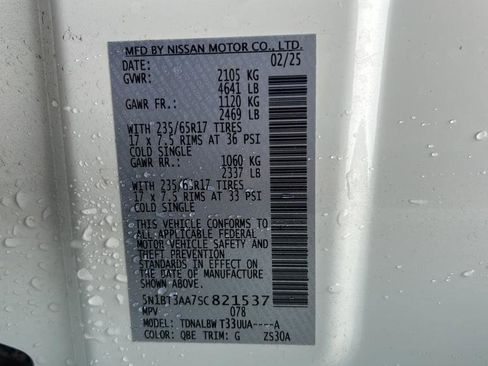 MFD BY NISSAN MOTOR CO., LTD.
DATE: 02/25
GVWR: 2105 KG
4641 LB
GAWR FR.: 1120 KG
2469 LB
WITH 235/65R17 TIRES
17 x 7.5 RIMS AT 36 PSI
COLD SINGLE
GAWR RR.: 1060 KG
2337 LB
WITH 235/65R17 TIRES
17 x 7.5 RIMS AT 33 PSI
COLD SINGLE
THIS VEHICLE CONFORMS TO
ALL APPLICABLE FEDERAL
MOTOR VEHICLE SAFETY AND
THEFT PREVENTION
STANDARDS IN EFFECT ON
THE DATE OF MANUFACTURE
SHOWN ABOVE
5N1BT3AA7SC821537
MPV 078
MODEL: TDNALBWT33UUA----A
COLOR: QBE TRIM: G ZS30A